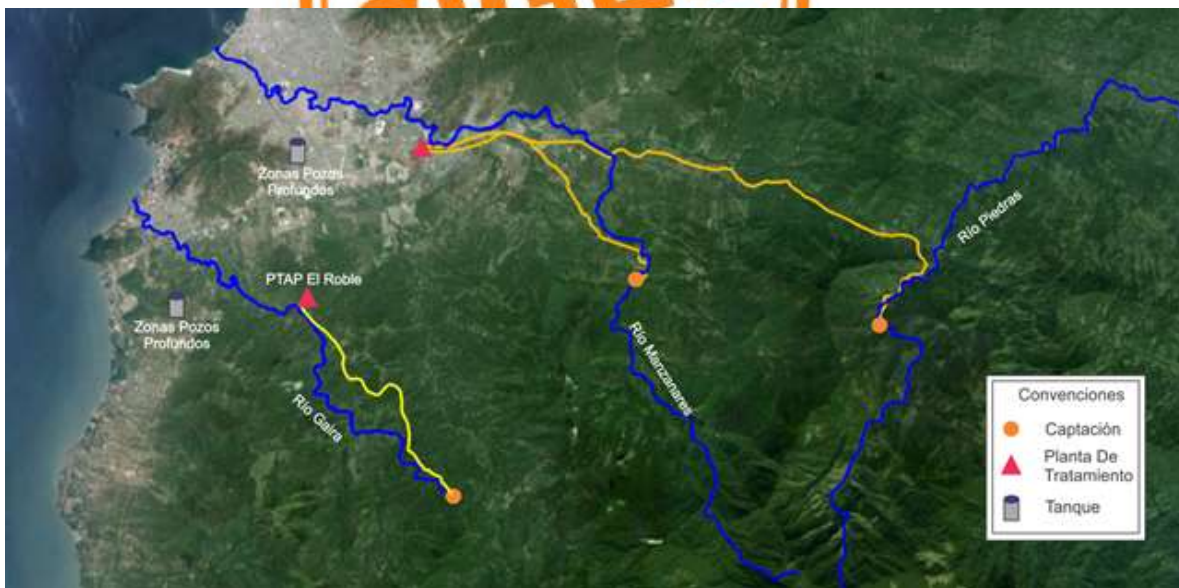 Zonas Pozos
Profundos
PTAP El Roble
Zonas Pozos
Profundos
Río Gaira
Río Manzanares
Río Piedras
Convenciones
Captación
Planta De
Tratamiento
Tanque